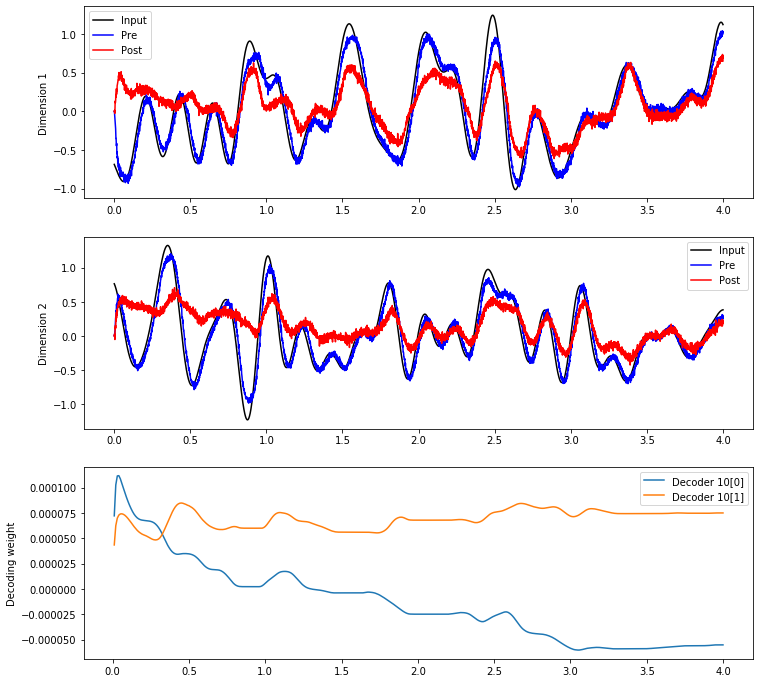 Dimension 1
1.0
0.5
0.0
−0.5
−1.0
Input
Pre
Post
0.0 0.5 1.0 1.5 2.0 2.5 3.0 3.5 4.0
Dimension 2
1.0
0.5
0.0
−0.5
−1.0
Input
Pre
Post
0.0 0.5 1.0 1.5 2.0 2.5 3.0 3.5 4.0
Decoding weight
0.000100
0.000075
0.000050
0.000025
0.000000
−0.000025
−0.000050
Decoder 10[0]
Decoder 10[1]
0.0 0.5 1.0 1.5 2.0 2.5 3.0 3.5 4.0